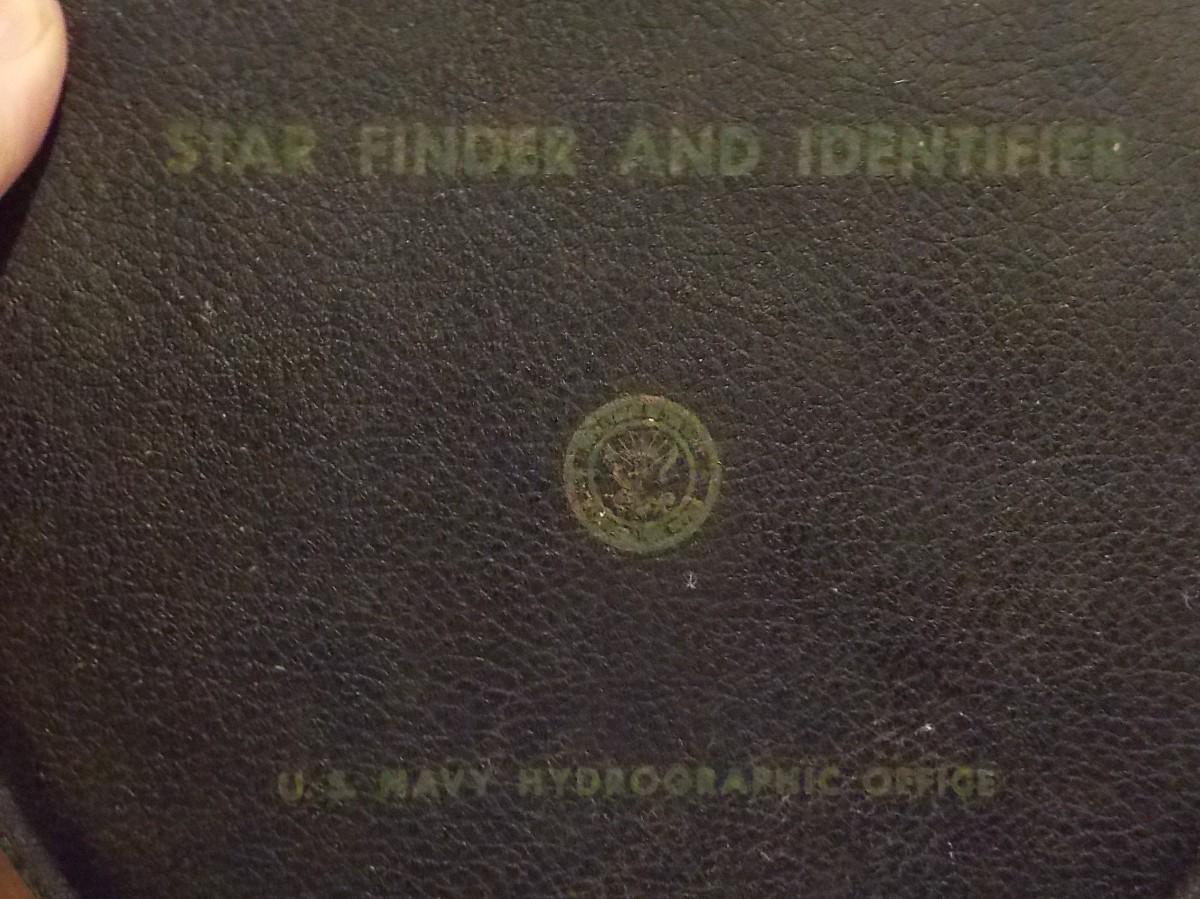 STAR FINDER AND IDENTIFIER
U. S. NAVY HYDROGRAPHIC OFFICE